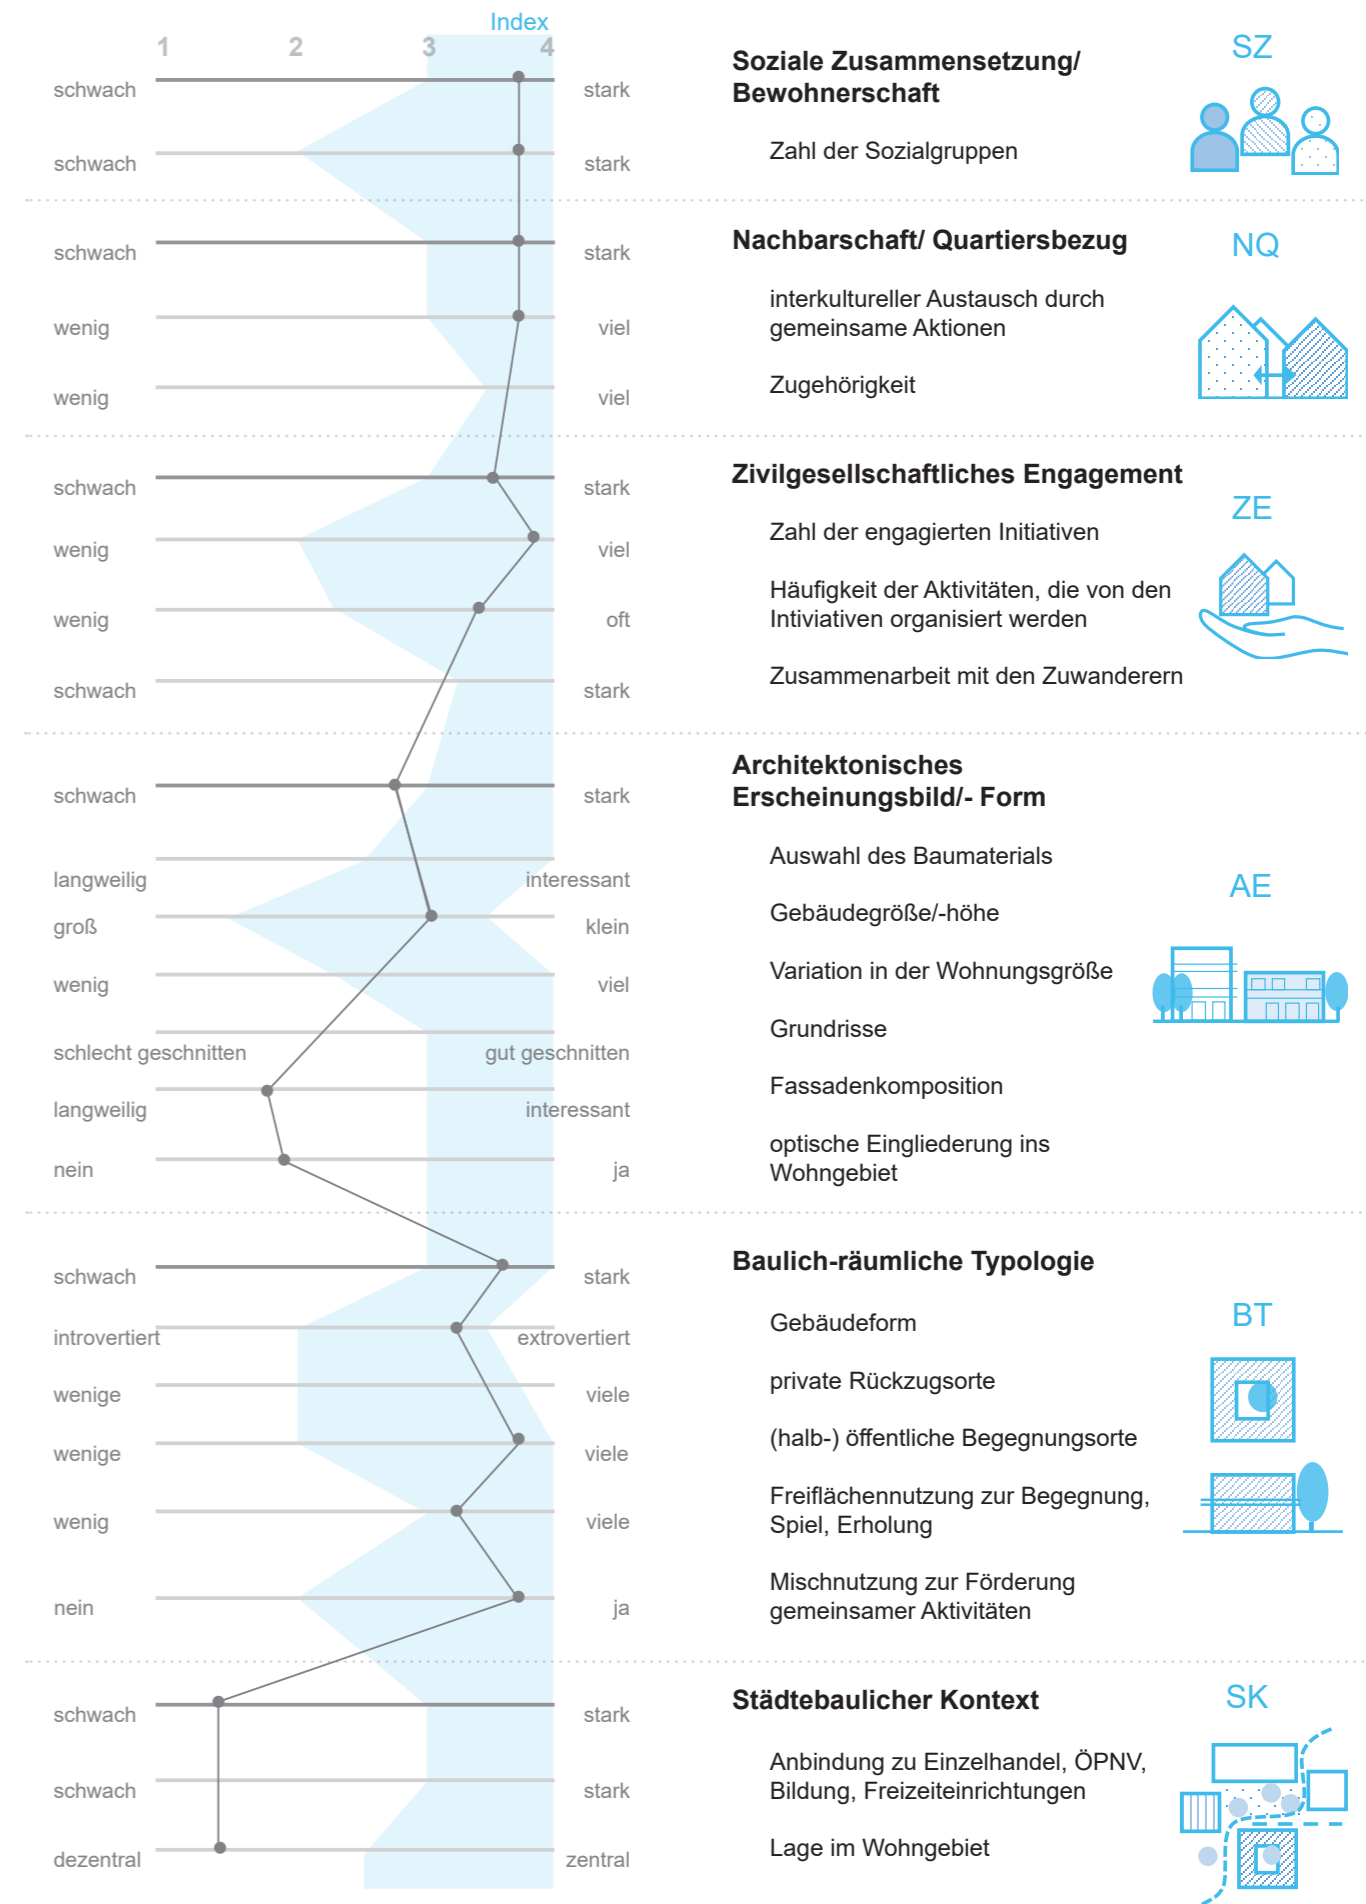 Index
1 2 3 4
schwach stark
schwach stark
schwach stark
wenig viel
wenig viel
schwach stark
wenig viel
wenig oft
schwach stark
schwach stark
langweilig interessant
groß klein
wenig viel
schlecht geschnitten gut geschnitten
langweilig interessant
nein ja
schwach stark
introvertiert extrovertiert
wenige viele
wenige viele
wenig viele
nein ja
schwach stark
schwach stark
dezentral zentral
Soziale Zusammensetzung/
Bewohnerschaft
SZ
Zahl der Sozialgruppen
Nachbarschaft/ Quartiersbezug
NQ
interkultureller Austausch durch
gemeinsame Aktionen
Zugehörigkeit
Zivilgesellschaftliches Engagement
ZE
Zahl der engagierten Initiativen
Häufigkeit der Aktivitäten, die von den
Intiviativen organisiert werden
Zusammenarbeit mit den Zuwanderern
Architektonisches
Erscheinungsbild/- Form
Auswahl des Baumaterials
AE
Gebäudegröße/-höhe
Variation in der Wohnungsgröße
Grundrisse
Fassadenkomposition
optische Eingliederung ins
Wohngebiet
Baulich-räumliche Typologie
BT
Gebäudeform
private Rückzugsorte
(halb-) öffentliche Begegnungsorte
Freiflächennutzung zur Begegnung,
Spiel, Erholung
Mischnutzung zur Förderung
gemeinsamer Aktivitäten
Städtebaulicher Kontext
SK
Anbindung zu Einzelhandel, ÖPNV,
Bildung, Freizeiteinrichtungen
Lage im Wohngebiet